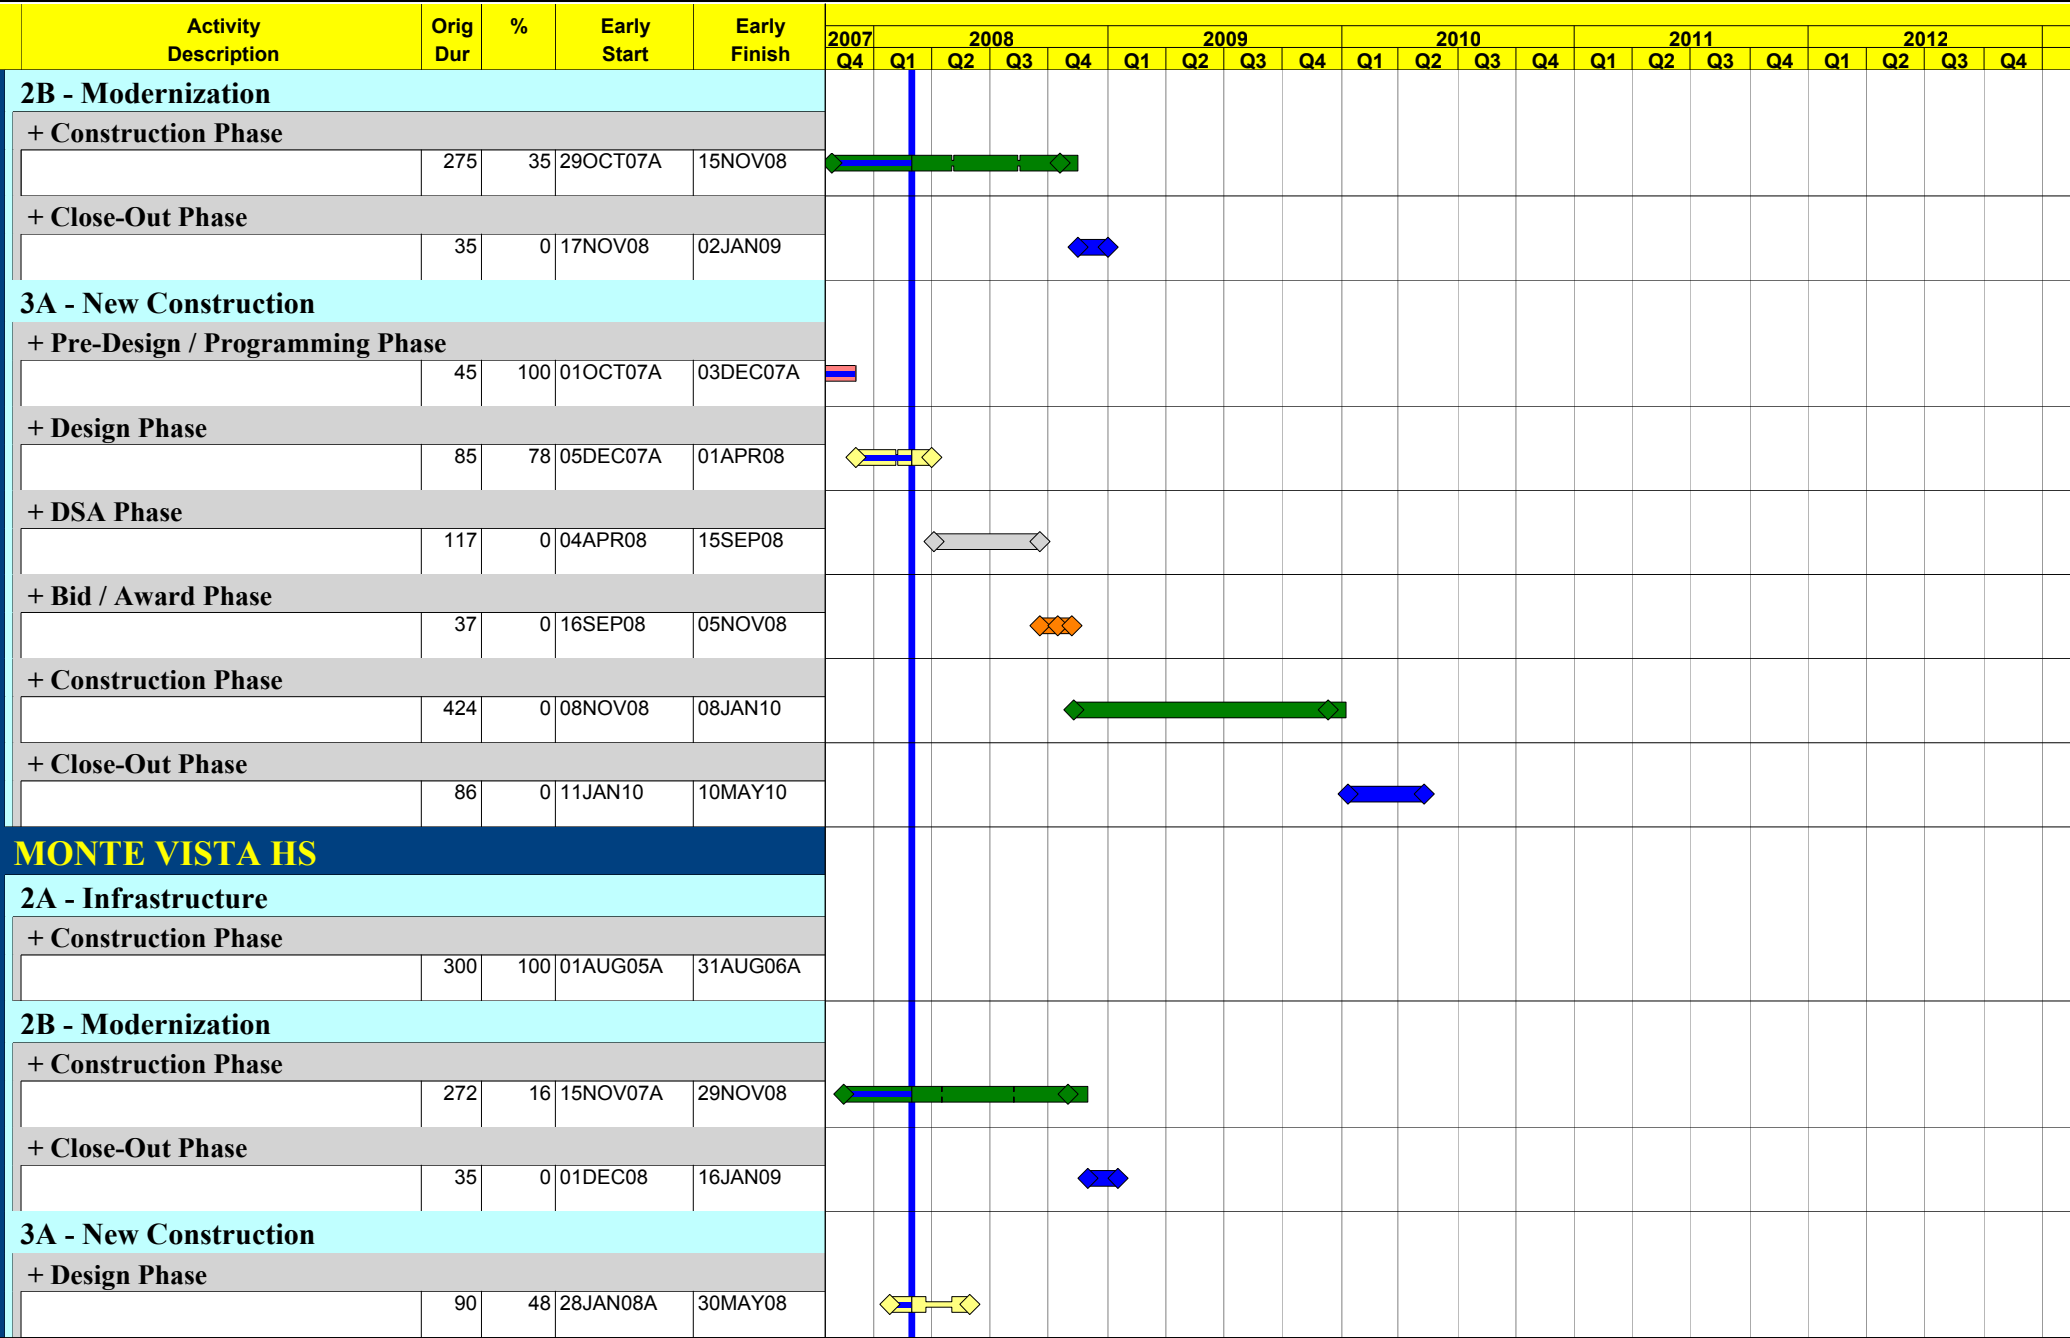 Activity Orig % Early Early
Description Dur Start Finish
2007 2008 2009 2010 2011 2012
Q4 Q1 Q2 Q3 Q4 Q1 Q2 Q3 Q4 Q1 Q2 Q3 Q4 Q1 Q2 Q3 Q4 Q1 Q2 Q3 Q4
2B - Modernization
+ Construction Phase
275 35 29OCT07A 15NOV08
+ Close-Out Phase
35 0 17NOV08 02JAN09
3A - New Construction
+ Pre-Design / Programming Phase
45 100 01OCT07A 03DEC07A
+ Design Phase
85 78 05DEC07A 01APR08
+ DSA Phase
117 0 04APR08 15SEP08
+ Bid / Award Phase
37 0 16SEP08 05NOV08
+ Construction Phase
424 0 08NOV08 08JAN10
+ Close-Out Phase
86 0 11JAN10 10MAY10
MONTE VISTA HS
2A - Infrastructure
+ Construction Phase
300 100 01AUG05A 31AUG06A
2B - Modernization
+ Construction Phase
272 16 15NOV07A 29NOV08
+ Close-Out Phase
35 0 01DEC08 16JAN09
3A - New Construction
+ Design Phase
90 48 28JAN08A 30MAY08